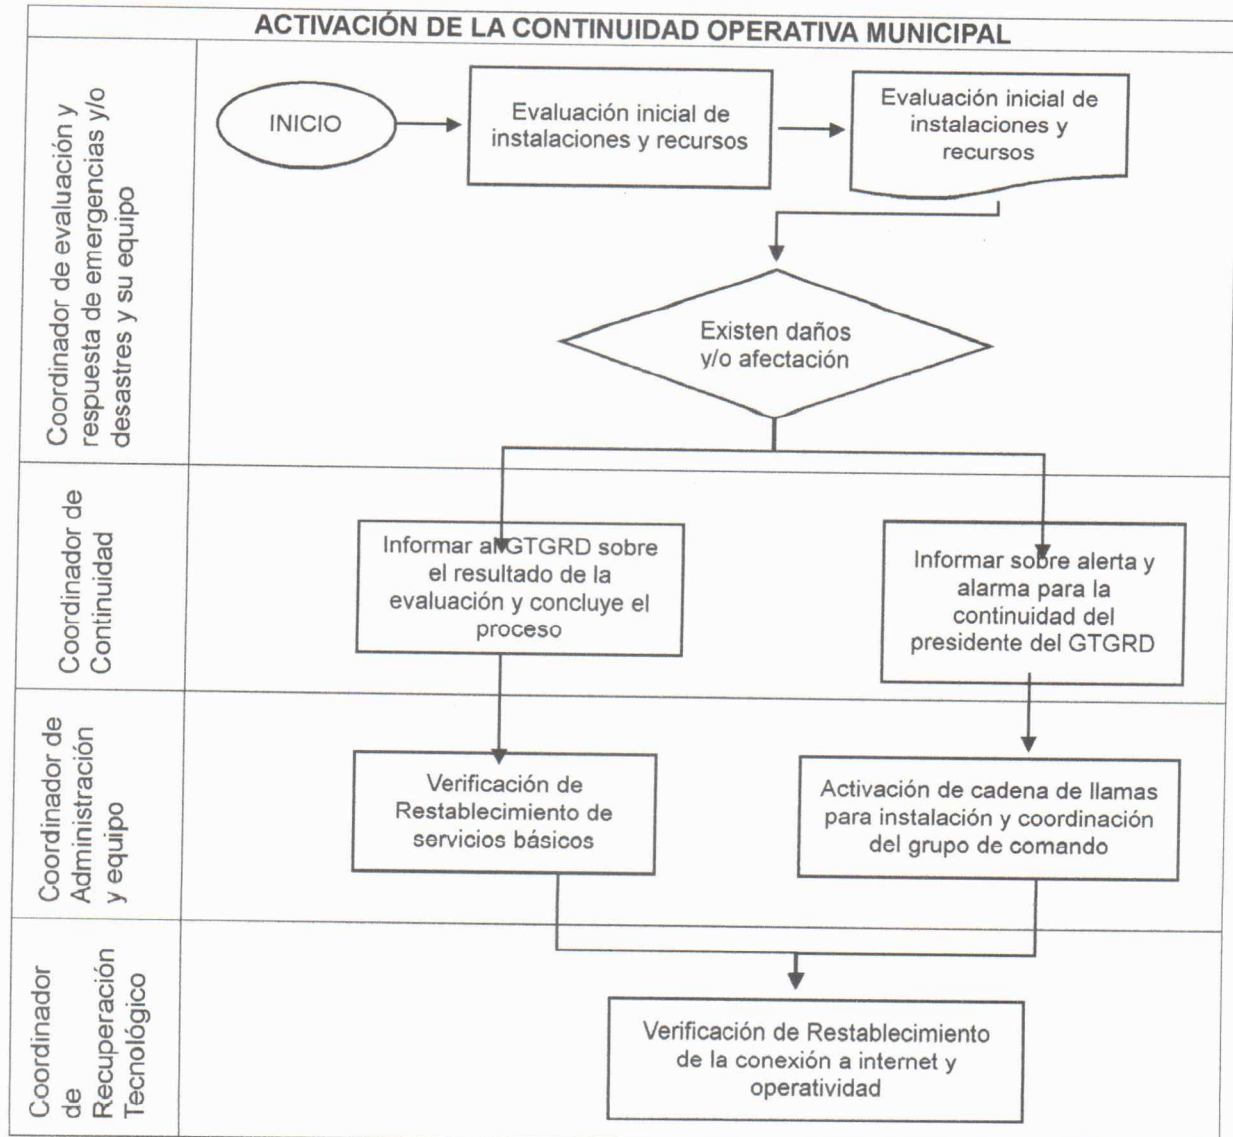 ACTIVACIÓN DE LA CONTINUIDAD OPERATIVA MUNICIPAL
Coordinador de evaluación y
respuesta de emergencias y/o
desastres y su equipo
INICIO
Evaluación inicial de
instalaciones y recursos
Evaluación inicial de
instalaciones y
recursos
Existen daños
y/o afectación
Coordinador de
Continuidad
Informar al GTGRD sobre
el resultado de la
evaluación y concluye el
proceso
Informar sobre alerta y
alarma para la
continuidad del
presidente del GTGRD
Coordinador de
Administración
y equipo
Verificación de
Restablecimiento de
servicios básicos
Activación de cadena de llamas
para instalación y coordinación
del grupo de comando
Coordinador
de
Recuperación
Tecnológico
Verificación de Restablecimiento
de la conexión a internet y
operatividad